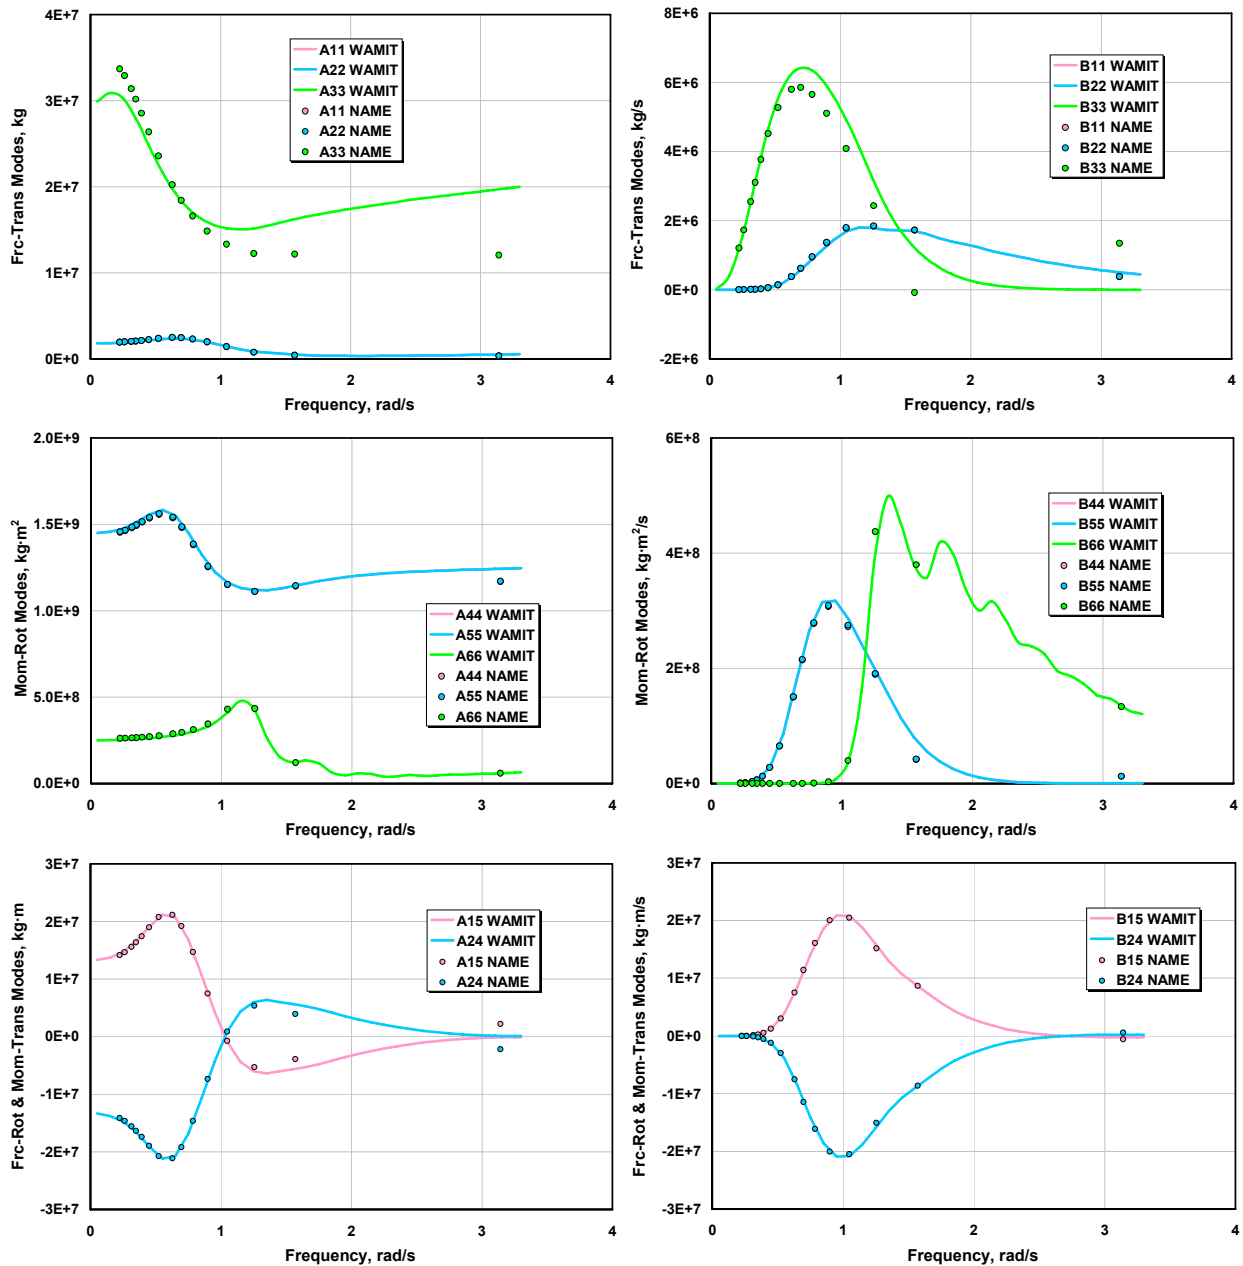 4E+7
3E+7
2E+7
1E+7
0E+0
Frc-Trans Modes, kg
A11 WAMIT
A22 WAMIT
A33 WAMIT
A11 NAME
A22 NAME
A33 NAME
0 1 2 3 4
Frequency, rad/s
8E+6
6E+6
4E+6
2E+6
0E+0
-2E+6
Frc-Trans Modes, kg/s
B11 WAMIT
B22 WAMIT
B33 WAMIT
B11 NAME
B22 NAME
B33 NAME
0 1 2 3 4
Frequency, rad/s
2.0E+9
1.5E+9
1.0E+9
5.0E+8
0.0E+0
Mom-Rot Modes, kg·m²
A44 WAMIT
A55 WAMIT
A66 WAMIT
A44 NAME
A55 NAME
A66 NAME
0 1 2 3 4
Frequency, rad/s
6E+8
4E+8
2E+8
0E+0
Mom-Rot Modes, kg·m²/s
B44 WAMIT
B55 WAMIT
B66 WAMIT
B44 NAME
B55 NAME
B66 NAME
0 1 2 3 4
Frequency, rad/s
3E+7
2E+7
1E+7
0E+0
-1E+7
-2E+7
-3E+7
Frc-Rot & Mom-Trans Modes, kg·m
A15 WAMIT
A24 WAMIT
A15 NAME
A24 NAME
0 1 2 3 4
Frequency, rad/s
3E+7
2E+7
1E+7
0E+0
-1E+7
-2E+7
-3E+7
Frc-Rot & Mom-Trans Modes, kg·m/s
B15 WAMIT
B24 WAMIT
B15 NAME
B24 NAME
0 1 2 3 4
Frequency, rad/s